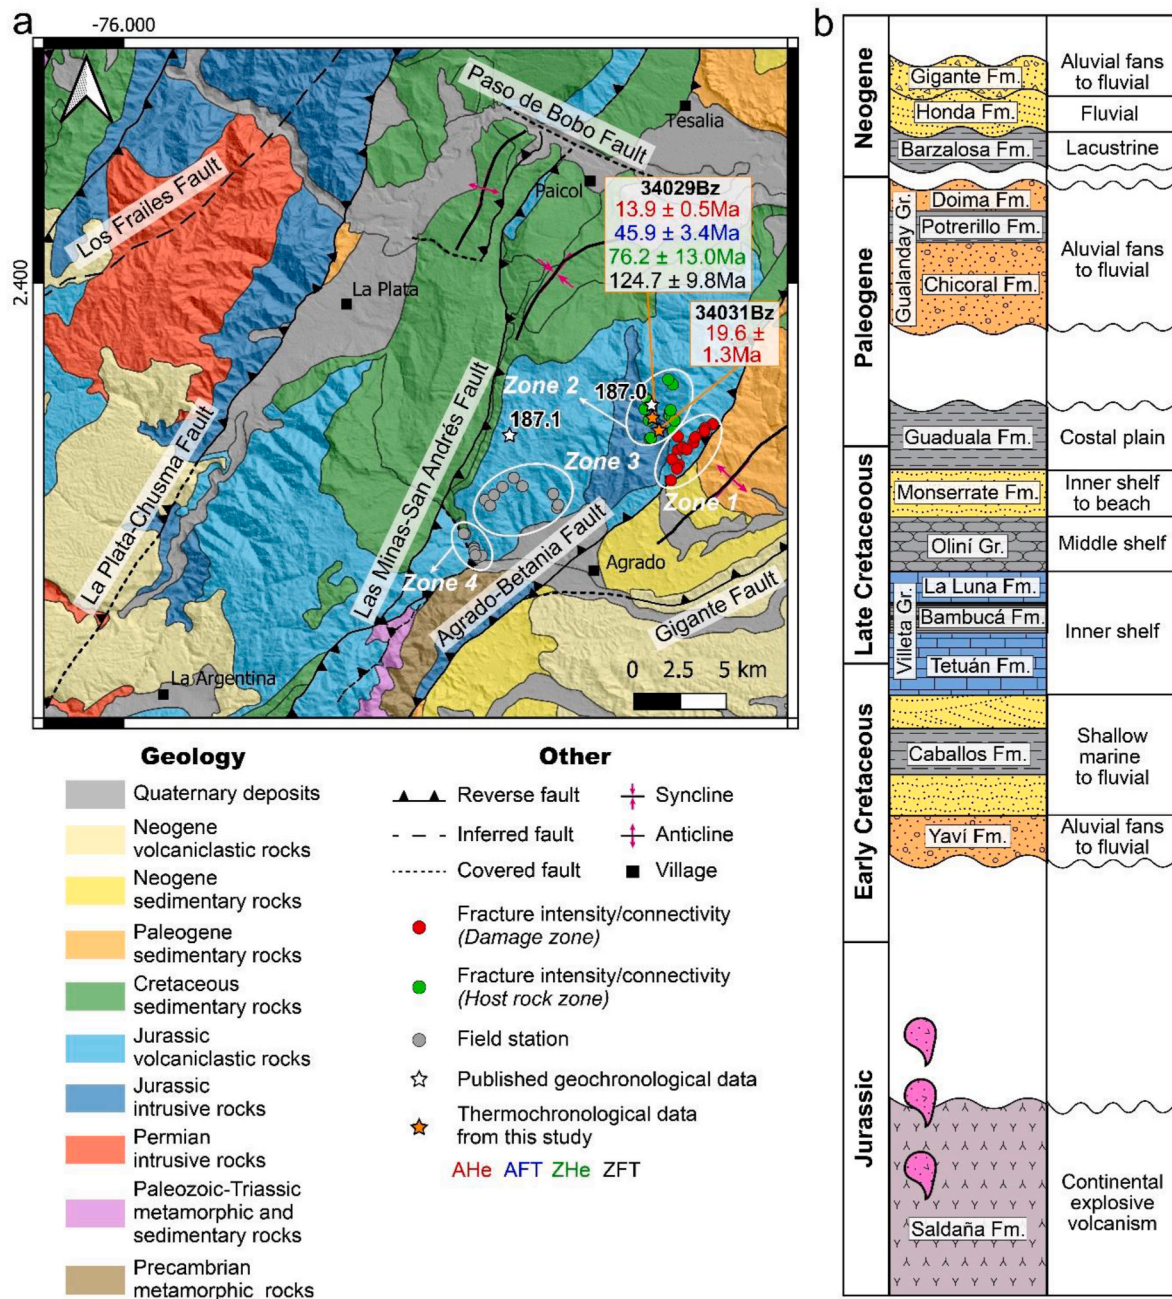 a
-76.000
2.400
Paso de Bobo Fault
Tesalia
Los Frailes Fault
Paicol
34029Bz
13.9 ± 0.5Ma
45.9 ± 3.4Ma
76.2 ± 13.0Ma
124.7 ± 9.8Ma
La Plata
34031Bz
19.6 ±
1.3Ma
Zone 2
187.0
187.1
Zone 3
Zone 1
La Plata-Chusma Fault
Las Minas-San Andrés Fault
Zone 4
Agrado-Betania Fault
Agrado
Gigante Fault
La Argentina
0 2.5 5 km
Geology
Quaternary deposits
Neogene
volcaniclastic rocks
Neogene
sedimentary rocks
Paleogene
sedimentary rocks
Cretaceous
sedimentary rocks
Jurassic
volcaniclastic rocks
Jurassic
intrusive rocks
Permian
intrusive rocks
Paleozoic-Triassic
metamorphic and
sedimentary rocks
Precambrian
metamorphic rocks
Other
Reverse fault
Syncline
Inferred fault
Anticline
Covered fault
Village
Fracture intensity/connectivity
(Damage zone)
Fracture intensity/connectivity
(Host rock zone)
Field station
Published geochronological data
Thermochronological data
from this study
AHe AFT ZHe ZFT
b
Neogene
Gigante Fm.
Aluvial fans
to fluvial
Honda Fm.
Fluvial
Barzalosa Fm.
Lacustrine
Paleogene
Gualanday Gr.
Doima Fm.
Potrerillo Fm.
Chicoral Fm.
Aluvial fans
to fluvial
Guaduala Fm.
Costal plain
Late Cretaceoous
Monserrate Fm.
Inner shelf
to beach
Oliní Gr.
Middle shelf
Villeta Gr.
La Luna Fm.
Bambucá Fm.
Tetuán Fm.
Inner shelf
Early Cretaceous
Caballos Fm.
Shallow
marine
to fluvial
Yaví Fm.
Aluvial fans
to fluvial
Jurassic
Saldaña Fm.
Continental
explosive
volcanism